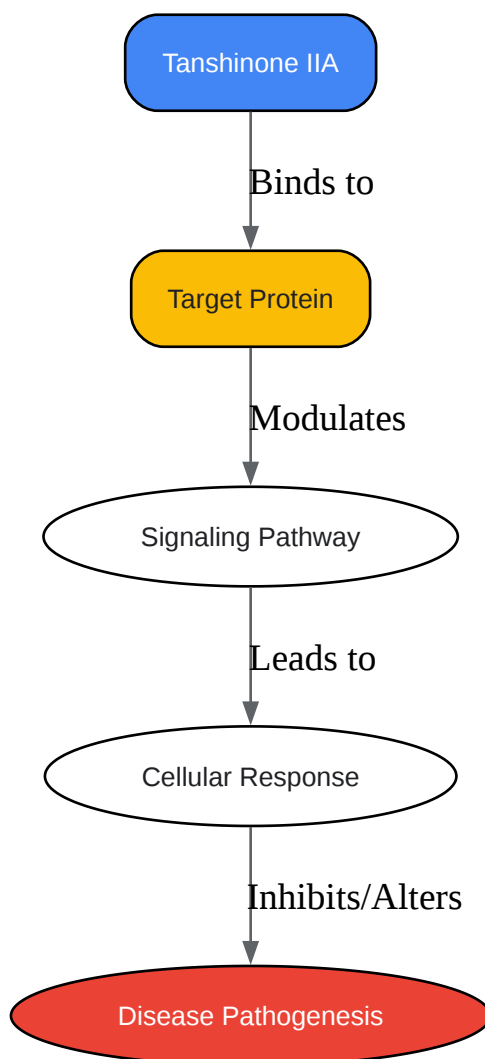 Tanshinone IIA
Binds to
Target Protein
Modulates
Signaling Pathway
Leads to
Cellular Response
Inhibits/Alters
Disease Pathogenesis